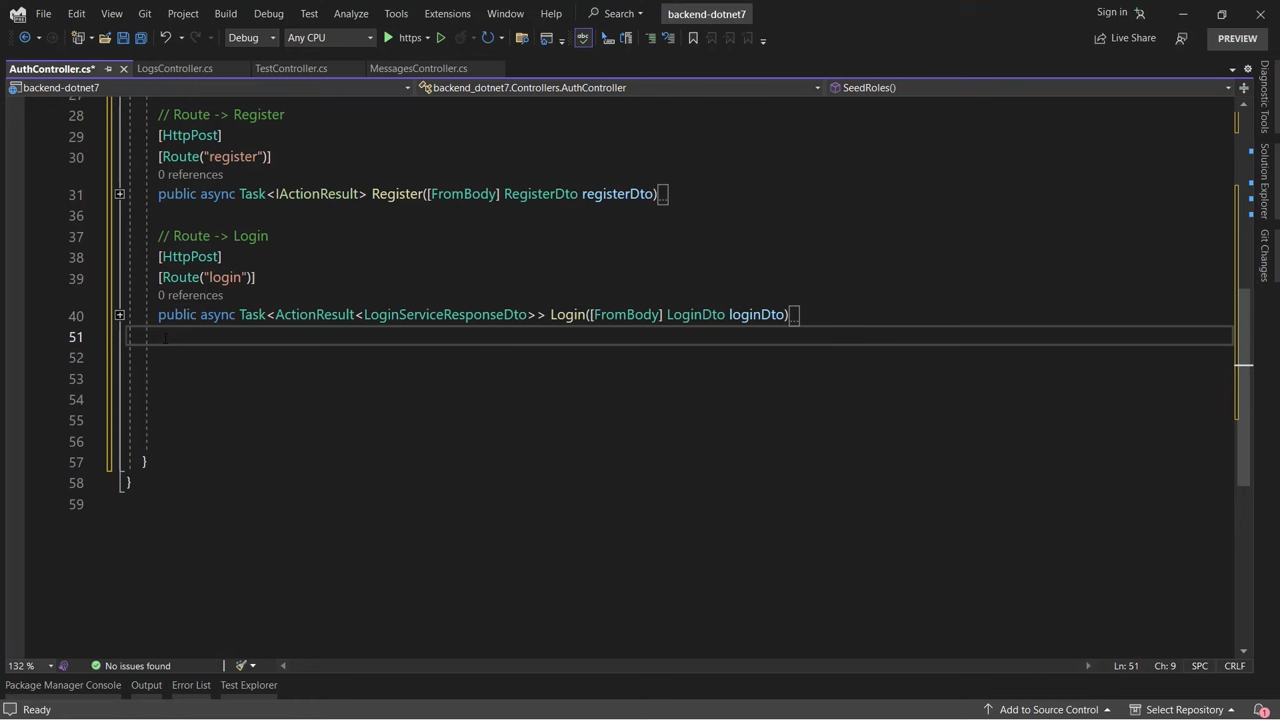 File Edit View Git Project Build Debug Test Analyze Tools Extensions Window Help Search backend-dotnet7 Sign in
Debug Any CPU https Live Share PREVIEW
AuthController.cs* LogsController.cs TestController.cs MessagesController.cs
backend-dotnet7 backend_dotnet7.Controllers.AuthController SeedRoles()
27
28 // Route -> Register
29 [HttpPost]
30 [Route("register")]
0 references
31 public async Task<!ActionResult> Register([FromBody] RegisterDto registerDto)...
36
37 // Route -> Login
38 [HttpPost]
39 [Route("login")]
0 references
40 public async Task<ActionResult<LoginServiceResponseDto>> Login([FromBody] LoginDto loginDto)...
51
52
53
54
55
56
57 }
58 }
59
Diagnostic Tools
Solution Explorer
Git Changes
132 % No issues found Ln: 51 Ch: 9 SPC CRLF
Package Manager Console Output Error List Test Explorer
Ready Add to Source Control Select Repository 1